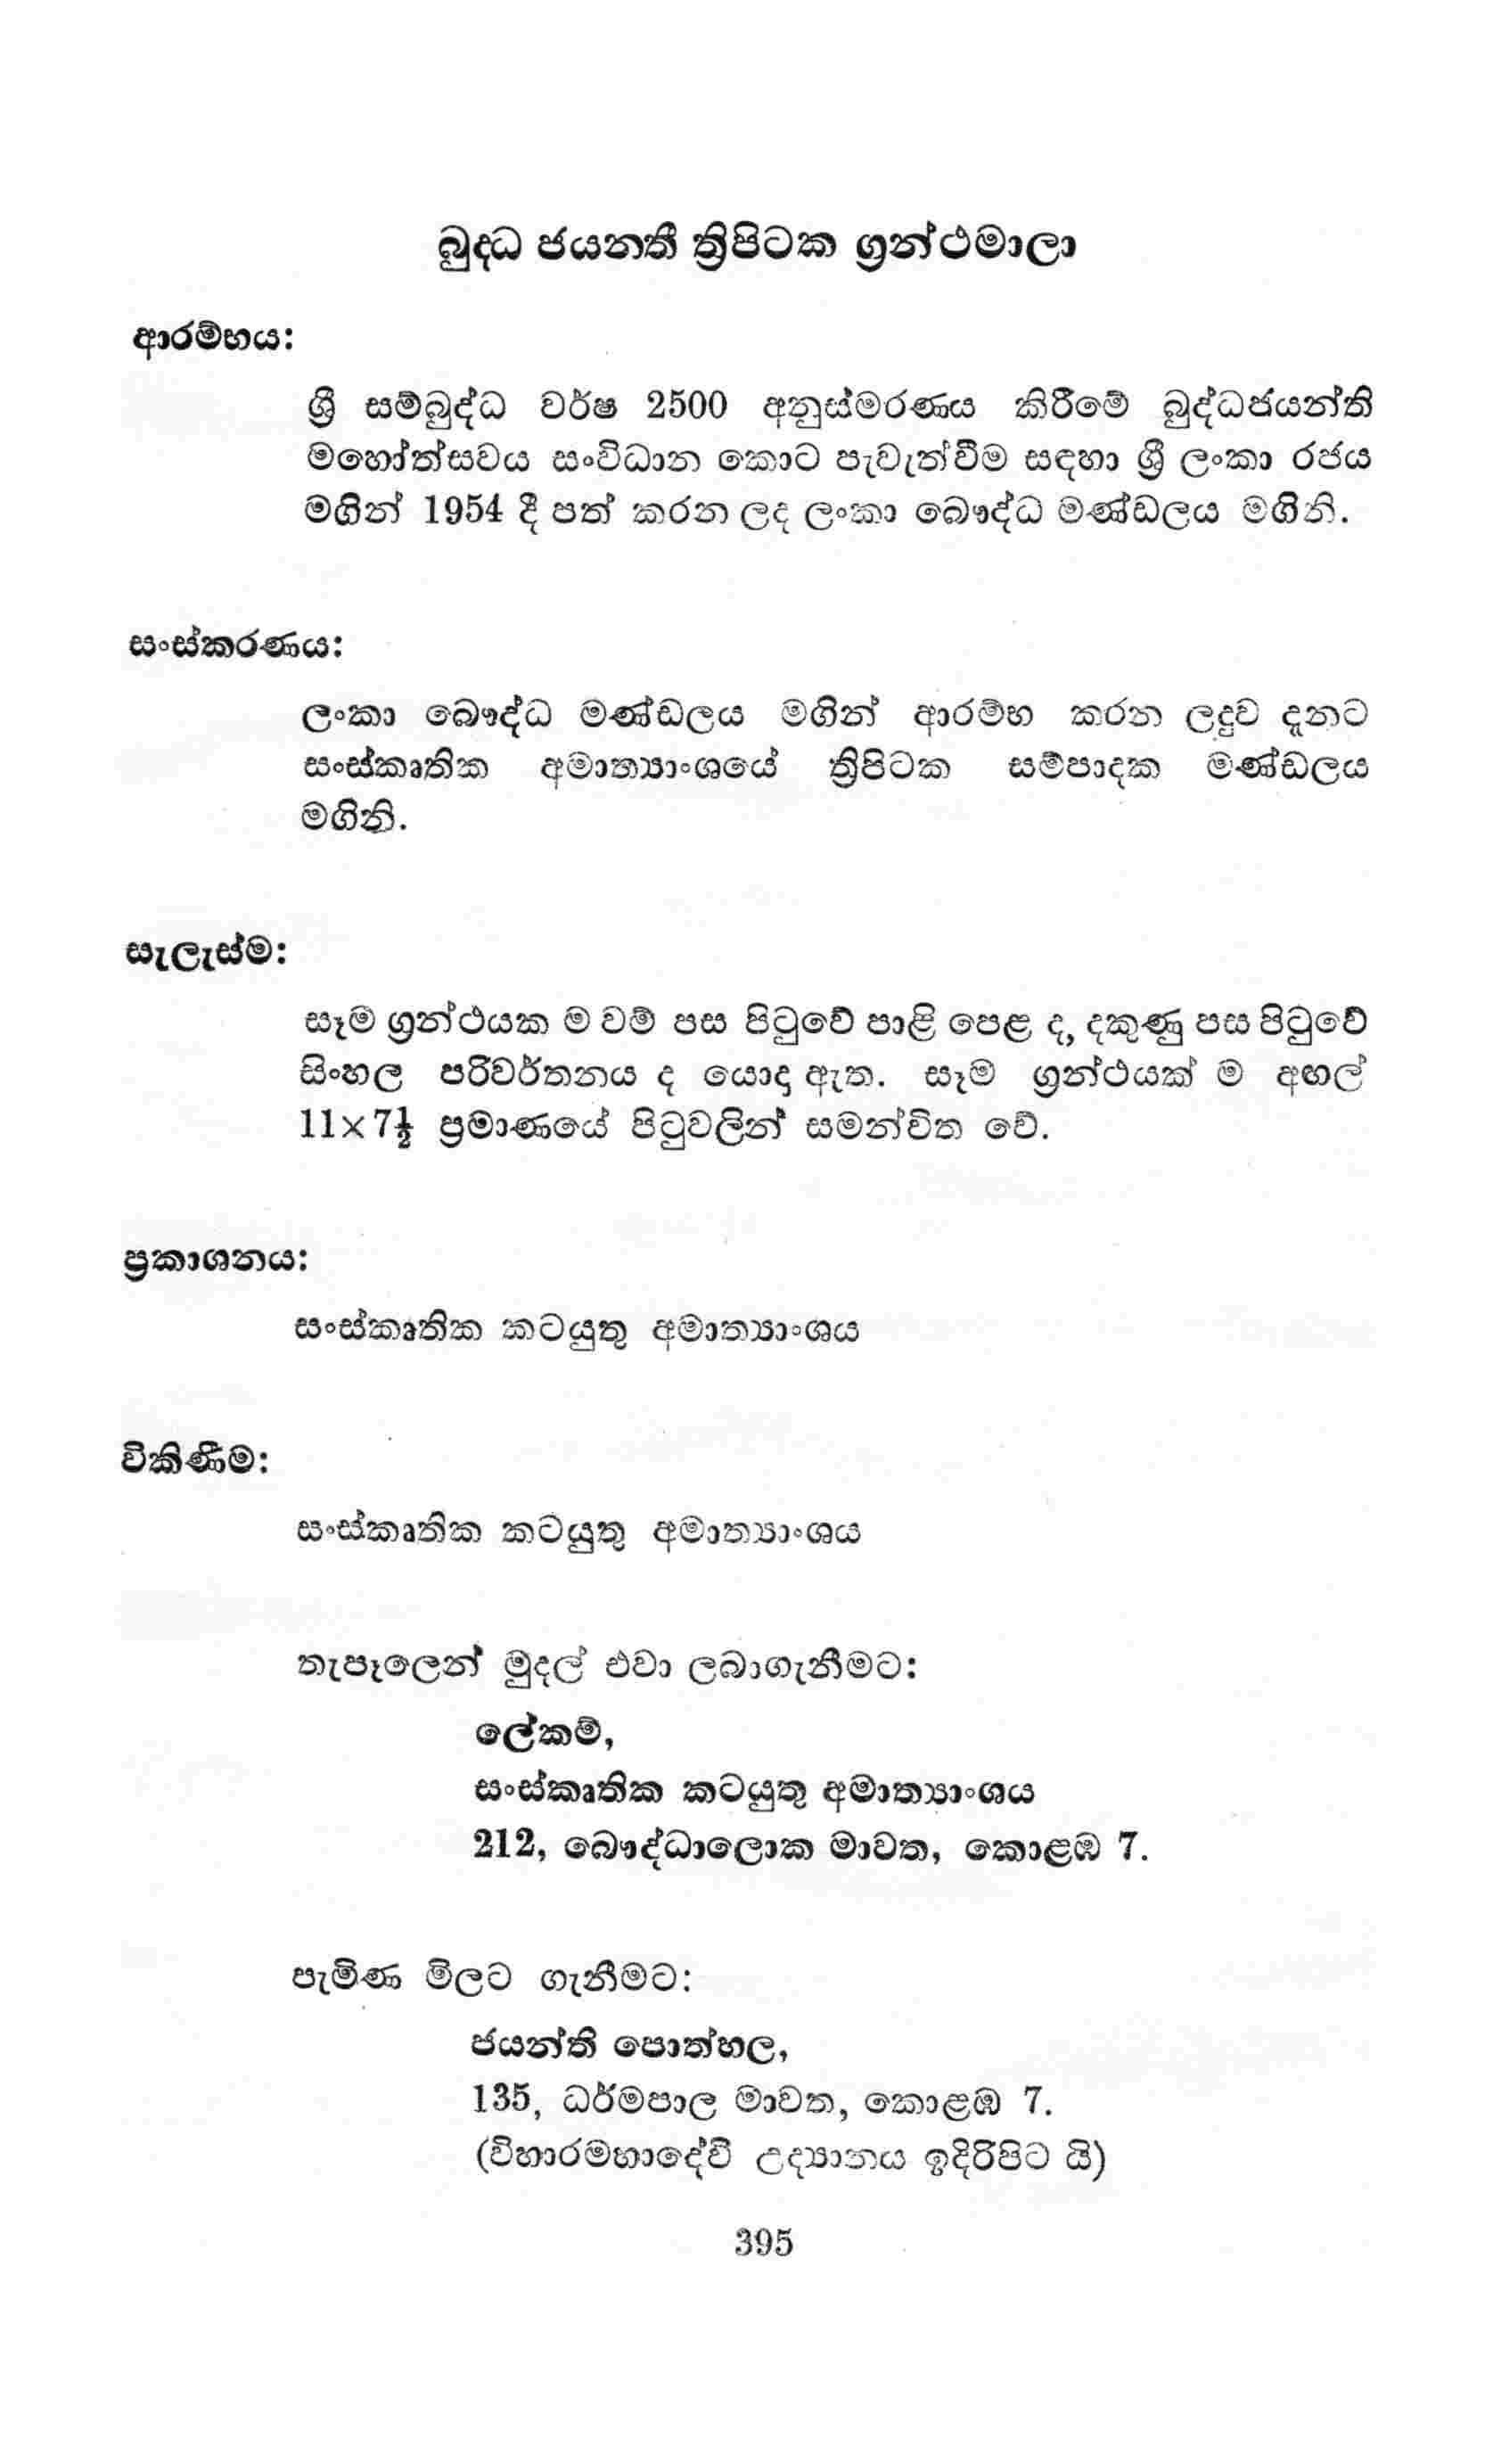 බුද්ධ ජයන්තී ත්‍රිපිටක ග්‍රන්ථමාලා
ආරම්භය:
ශ්‍රී සම්බුද්ධ වර්ෂ 2500 අනුස්මරණය කිරීමේ බුද්ධජයන්ති
මහෝත්සවය සංවිධාන කොට පැවැත්වීම සඳහා ශ්‍රී ලංකා රජය
මගින් 1954 දී පත් කරන ලද ලංකා බෞද්ධ මණ්ඩලය මගිනි.
සංස්කරණය:
ලංකා බෞද්ධ මණ්ඩලය මගින් ආරම්භ කරන ලදුව දැනට
සංස්කෘතික අමාත්‍යාංශයේ ත්‍රිපිටක සම්පාදක මණ්ඩලය
මගිනි.
සැලැස්ම:
සෑම ග්‍රන්ථයක ම වම් පස පිටුවේ පාළි පෙළ ද, දකුණු පස පිටුවේ
සිංහල පරිවර්තනය ද යොදා ඇත. සෑම ග්‍රන්ථයක් ම අඟල්
11×7½ ප්‍රමාණයේ පිටුවලින් සමන්විත වේ.
ප්‍රකාශනය:
සංස්කෘතික කටයුතු අමාත්‍යාංශය
විකිණීම:
සංස්කෘතික කටයුතු අමාත්‍යාංශය
තැපෑලෙන් මුදල් එවා ලබාගැනීමට:
ලේකම්,
සංස්කෘතික කටයුතු අමාත්‍යාංශය
212, බෞද්ධාලොක මාවත, කොළඹ 7.
පැමිණ මිලට ගැනීමට:
ජයන්ති පොත්හල,
135, ධර්මපාල මාවත, කොළඹ 7.
(විහාරමහාදේවී උද්‍යානය ඉදිරිපිට යි)
395